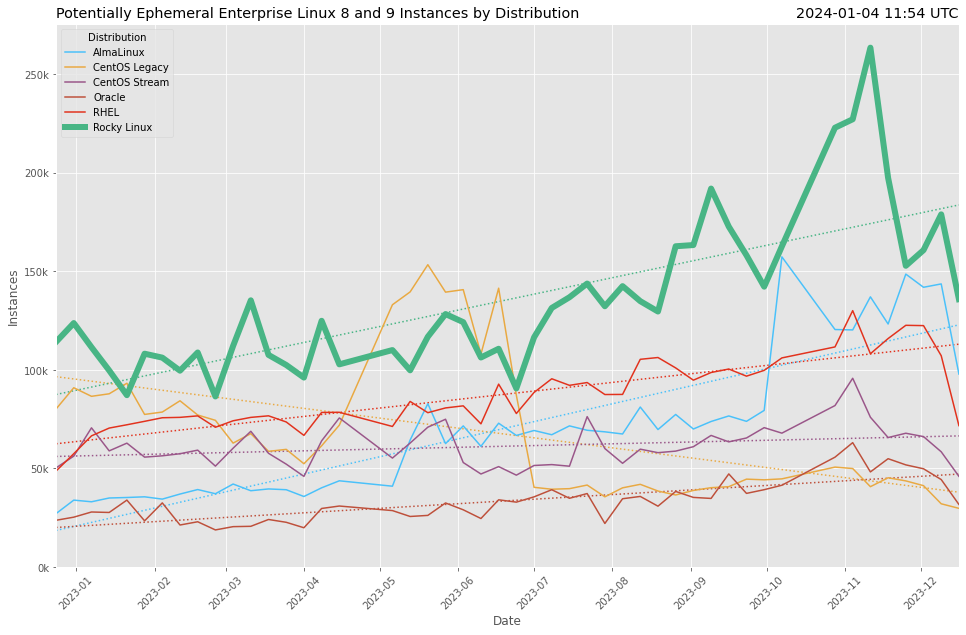 Potentially Ephemeral Enterprise Linux 8 and 9 Instances by Distribution
2024-01-04 11:54 UTC
Distribution
AlmaLinux
CentOS Legacy
CentOS Stream
Oracle
RHEL
Rocky Linux
250k
200k
150k
100k
50k
0k
Instances
2023-01
2023-02
2023-03
2023-04
2023-05
2023-06
2023-07
2023-08
2023-09
2023-10
2023-11
2023-12
Date